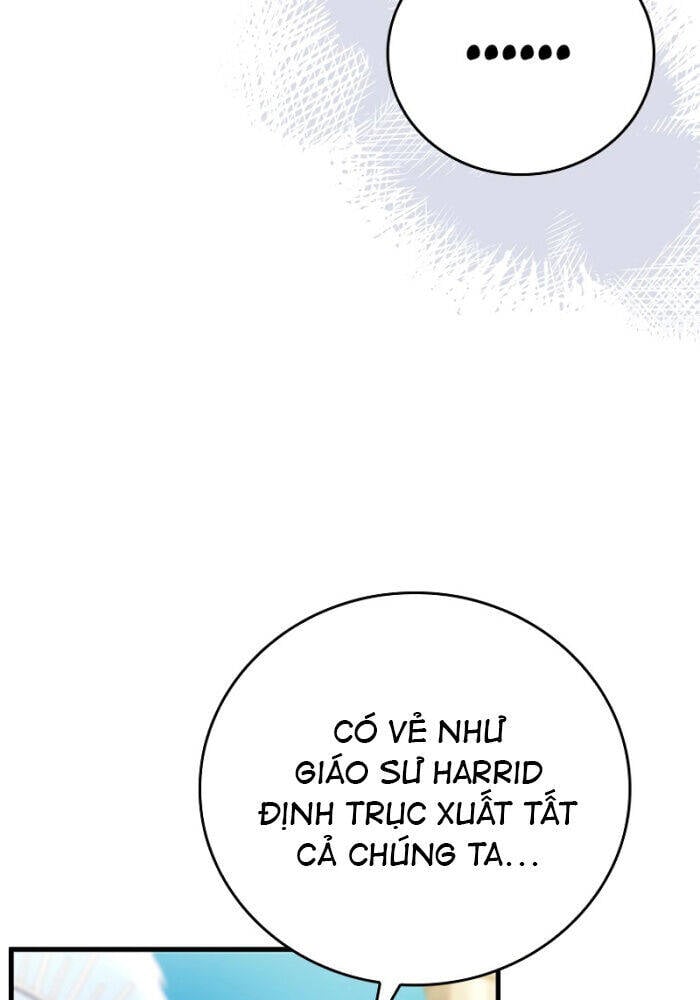 ......
CÓ VẺ NHƯ
GIÁO SƯ HARRID
ĐỊNH TRỤC XUẤT TẤT
CẢ CHÚNG TA...